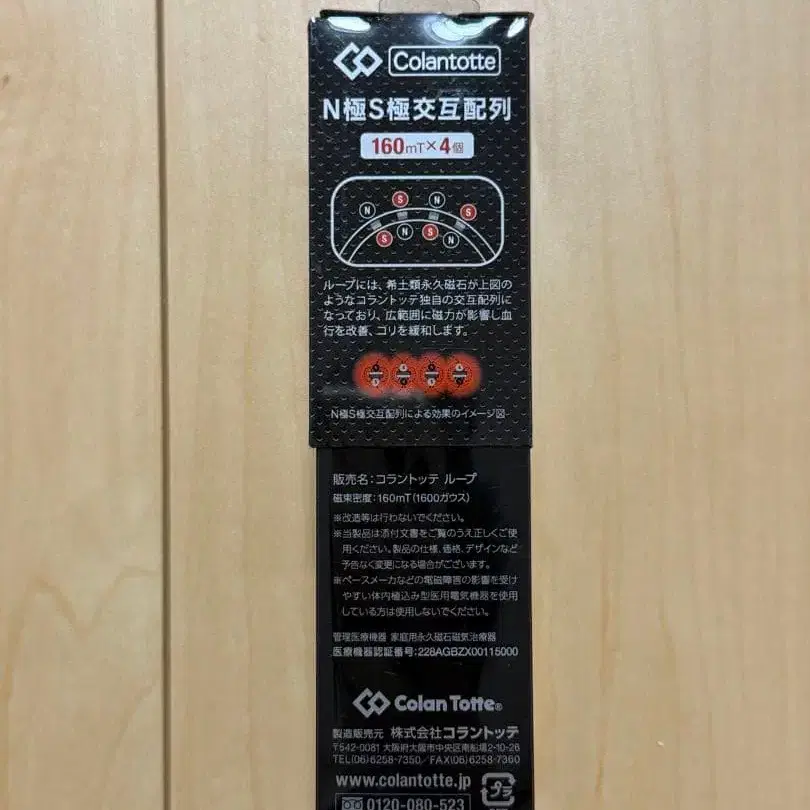 Colantotte
N極S極交互配列
160mT×4個
N S N S
S N S N
ループには、希土類永久磁石が上図の
ようなコラントッテ独自の交互配列に
なっており、広範囲に磁力が影響し血
行を改善、コリを緩和します。
N極S極交互配列による効果のイメージ図
販売名:コラントッテ ループ
磁束密度:160mT(1600ガウス)
※改造等は行わないでください。
※当製品は添付文書をご覧のうえ正しくご使
用ください。製品の仕様、価格、デザインなど
予告なく変更になる場合がございます。
※ペースメーカなどの電磁障害の影響を受け
やすい体内植込み型医用電気機器を使用
している方は使用しないでください。
管理医療機器 家庭用永久磁石磁気治療器
医療機器認証番号:228AGBZX00115000
Colan Totte®
製造販売元 株式会社コラントッテ
〒542-0081 大阪府大阪市中央区南船場2-10-26
TEL(06)6258-7350/FAX(06)6258-7360
www.colantotte.jp
プラ
0120-080-523